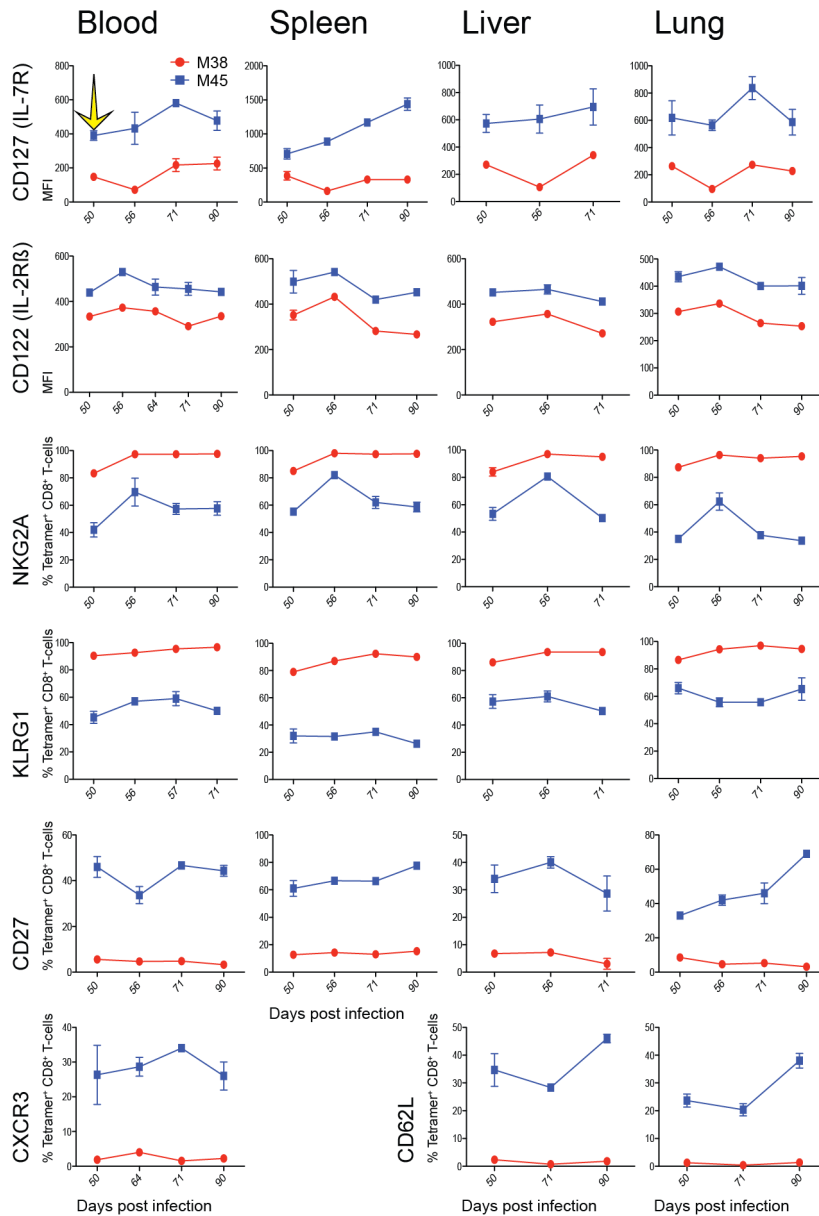 Blood Spleen Liver Lung
CD127 (IL-7R)
MFI
M38
M45
800
600
400
200
0
50 56 71 90
2000
1500
1000
500
0
50 56 71 90
1000
800
600
400
200
0
50 56 71
1000
800
600
400
200
0
50 56 71 90
CD122 (IL-2Rß)
MFI
600
400
200
0
50 56 64 71 90
600
400
200
0
50 56 71 90
600
400
200
0
50 56 71
500
400
300
200
100
0
50 56 71 90
NKG2A
% Tetramer⁺ CD8⁺ T-cells
100
80
60
40
20
0
50 56 71 90
100
80
60
40
20
0
50 56 71 90
100
80
60
40
20
0
50 56 71
100
80
60
40
20
0
50 56 71 90
KLRG1
% Tetramer⁺ CD8⁺ T-cells
100
80
60
40
20
0
50 56 57 71
100
80
60
40
20
0
50 56 71 90
100
80
60
40
20
0
50 56 71
100
80
60
40
20
0
50 56 71 90
CD27
% Tetramer⁺ CD8⁺ T-cells
60
40
20
0
50 56 71 90
100
80
60
40
20
0
50 56 71 90
Days post infection
50
40
30
20
10
0
50 56 71
80
60
40
20
0
50 56 71 90
CXCR3
% Tetramer⁺ CD8⁺ T-cells
40
30
20
10
0
50 64 71 90
Days post infection
CD62L
% Tetramer⁺ CD8⁺ T-cells
50
40
30
20
10
0
50 71 90
Days post infection
50
40
30
20
10
0
50 71 90
Days post infection